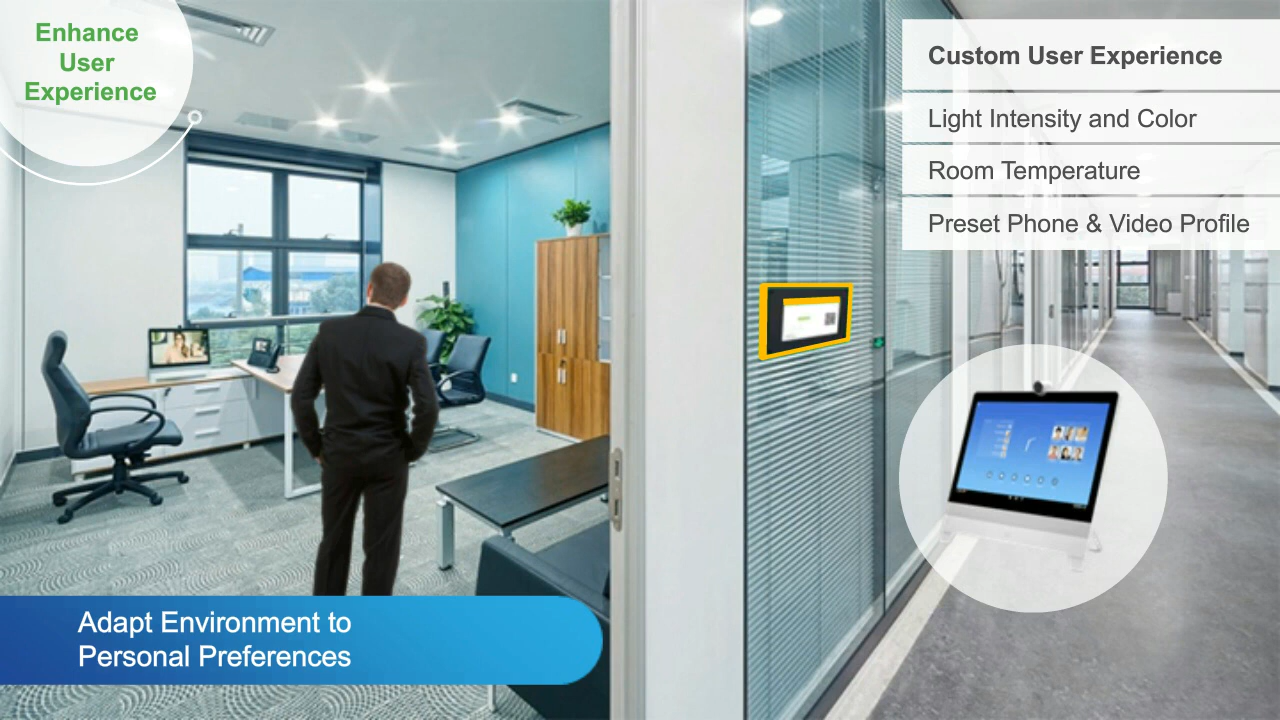 Enhance
User
Experience
Custom User Experience
Light Intensity and Color
Room Temperature
Preset Phone & Video Profile
Adapt Environment to
Personal Preferences